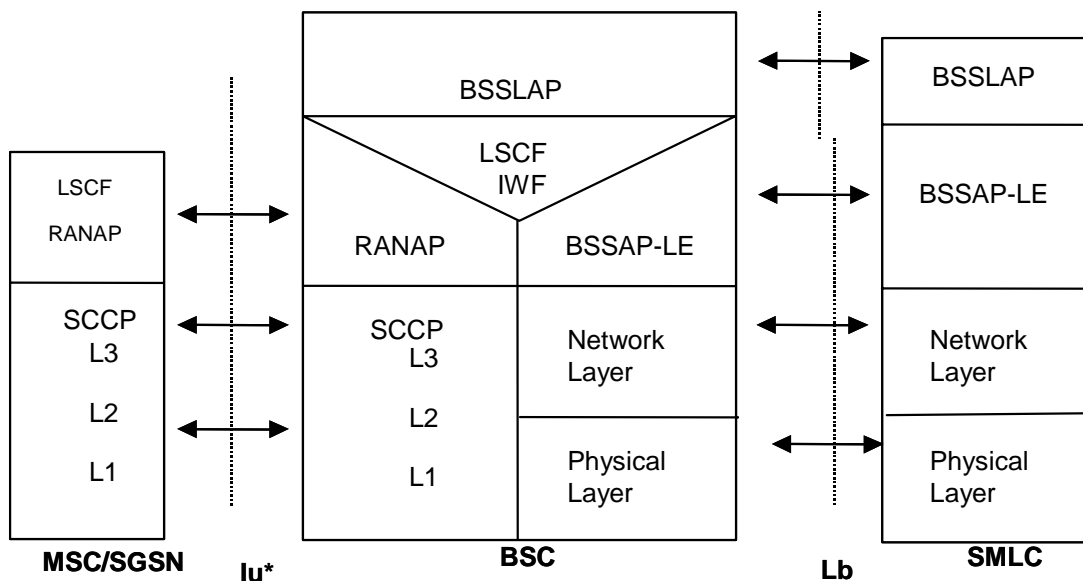 LSCF
RANAP
SCCP
L3
L2
L1
MSC/SGSN
Iu*
BSSLAP
LSCF
IWF
RANAP
BSSAP-LE
SCCP
L3
L2
L1
Network
Layer
Physical
Layer
BSC
Lb
BSSLAP
BSSAP-LE
Network
Layer
Physical
Layer
SMLC